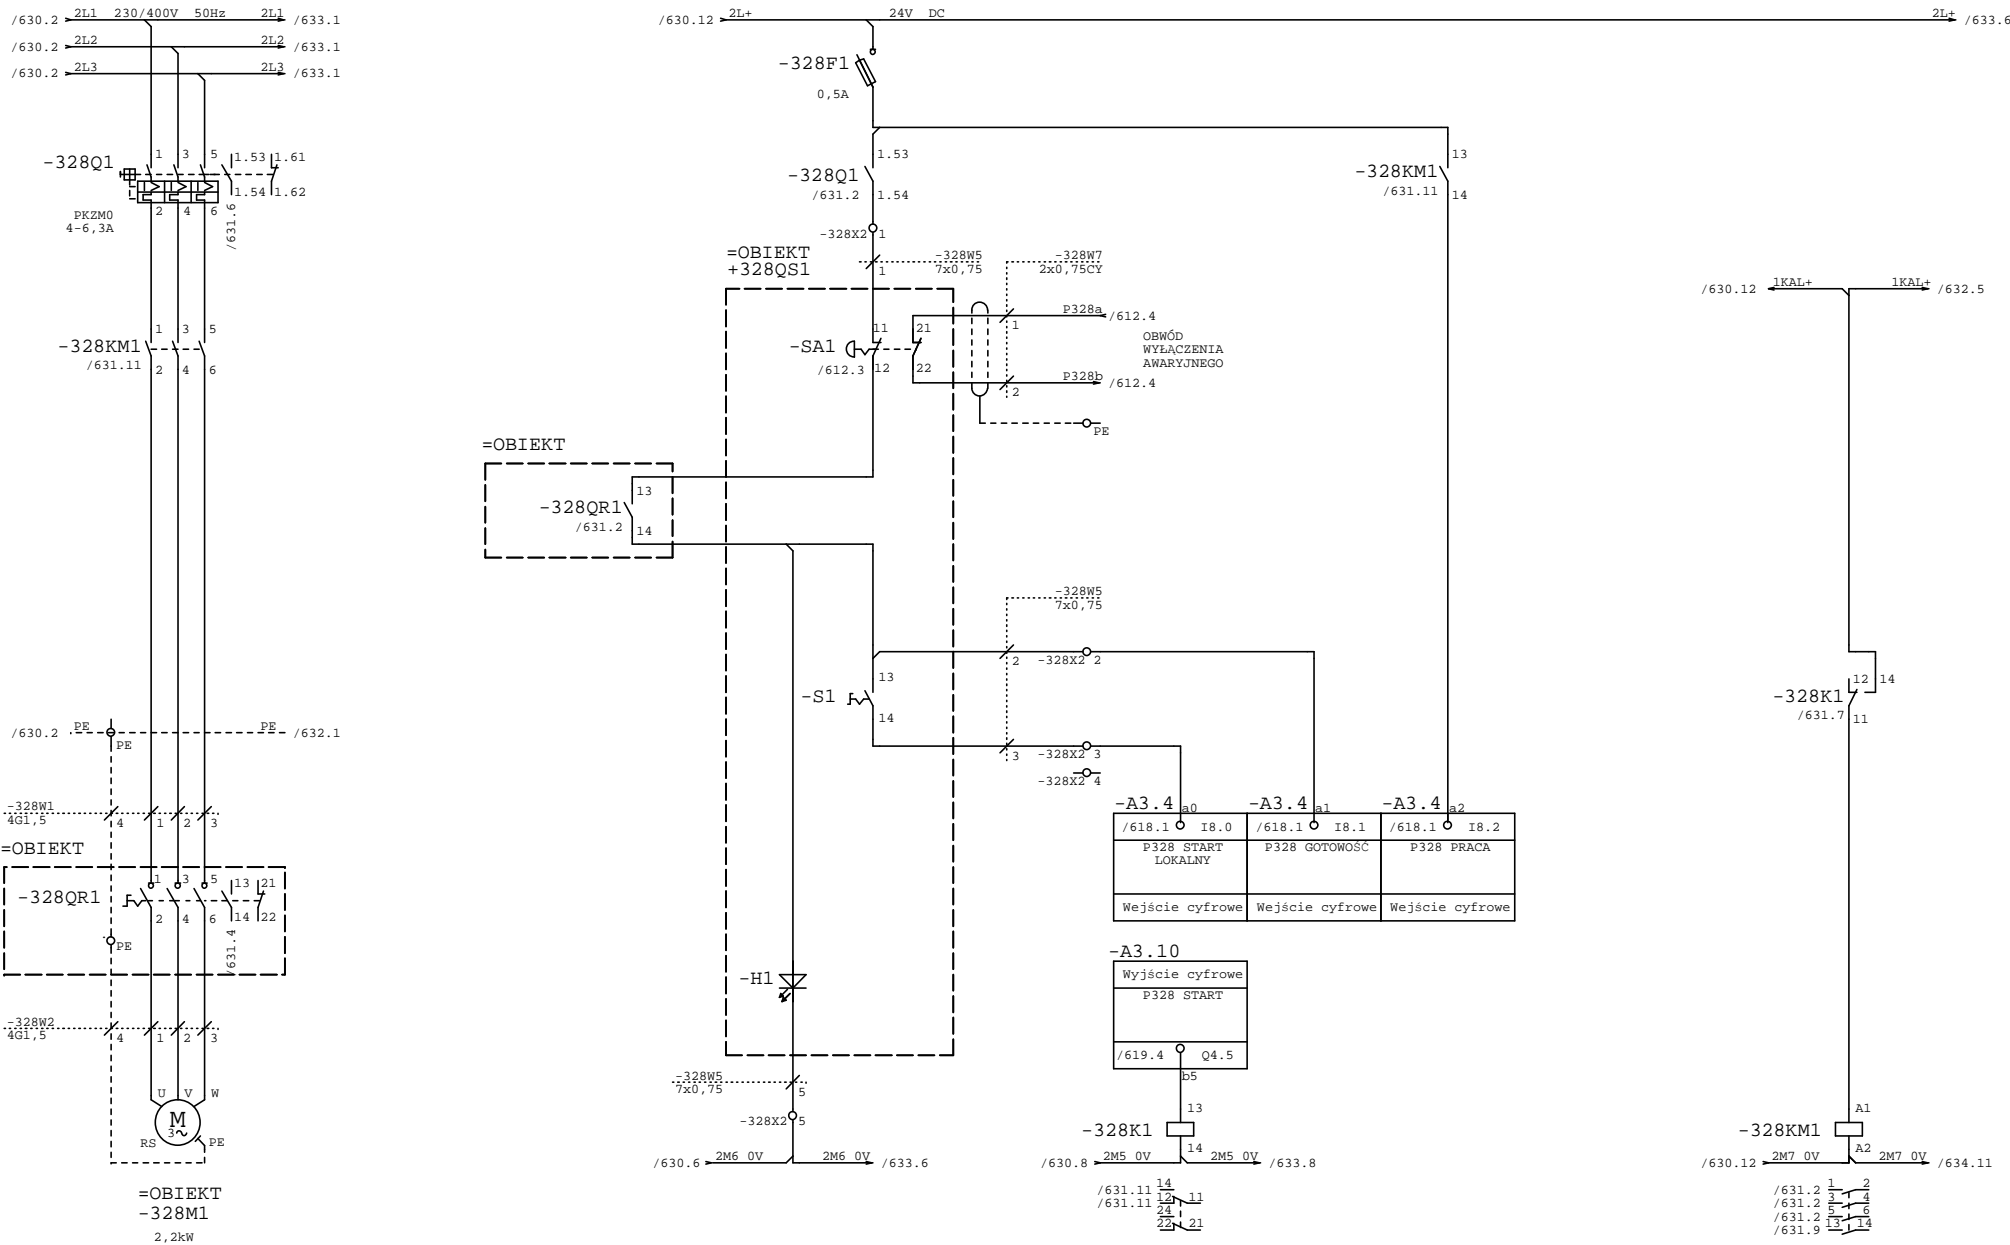 /630.2 2L1 230/400V 50Hz 2L1 /633.1
/630.2 2L2 2L2 /633.1
/630.2 2L3 2L3 /633.1
/630.12 2L+ 24V DC 2L+ /633.6
-328F1
0,5A
-328Q1
1 3 5 1.53 1.61
2 4 6 1.54 1.62
/631.6
PKZM0
4-6,3A
1.53
-328Q1
/631.2 1.54
13
-328KM1
/631.11 14
-328X2 1
=OBIEKT
+328QS1
-328W5
7x0,75
1
-328W7
2x0,75CY
/630.12 1KAL+ 1KAL+ /632.5
1 P328a /612.4
OBWÓD
WYŁĄCZENIA
AWARYJNEGO
2 P328b /612.4
1 3 5
-328KM1
/631.11 2 4 6
11 21
-SA1
/612.3 12 22
PE
=OBIEKT
13
-328QR1
/631.2 14
-328W5
7x0,75
2 -328X2 2
13
-S1
14
3 -328X2 3
-328X2 4
12 14
-328K1
/631.7 11
/630.2 PE PE /632.1
PE
-328W1
4G1,5
4 1 2 3
=OBIEKT
1 3 5 13 21
-328QR1
2 4 6 14 22
/631.4
PE
-A3.4 a0 -A3.4 a1 -A3.4 a2
/618.1 I8.0 /618.1 I8.1 /618.1 I8.2
P328 START
LOKALNY
P328 GOTOWOŚĆ
P328 PRACA
Wejście cyfrowe Wejście cyfrowe Wejście cyfrowe
-A3.10
Wyjście cyfrowe
P328 START
/619.4 Q4.5
b5
-H1
-328W2
4G1,5
4 1 2 3
-328W5
7x0,75
5
-328X2 5
U V W
M
3~
RS PE
13
-328K1
14
A1
-328KM1
A2
/630.6 2M6 0V 2M6 0V /633.6
/630.8 2M5 0V 2M5 0V /633.8
/630.12 2M7 0V 2M7 0V /634.11
=OBIEKT
-328M1
2,2kW
/631.11 14
/631.11 12 11
24
22 21
/631.2 1 2
/631.2 3 4
/631.2 5 6
/631.9 13 14